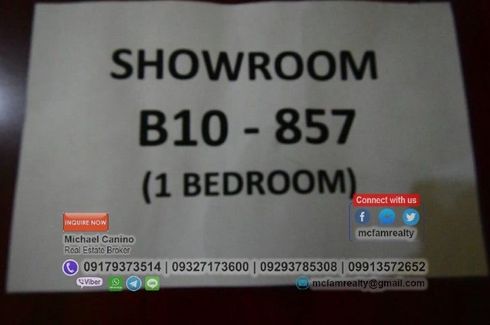 SHOWROOM
B10 - 857
(1 BEDROOM)
INQUIRE NOW
Connect with us
mcfamrealty
Michael Canino
Real Estate Broker
09179373514 | 09327173600 | 09293785308 | 09913572652
Viber
mcfamrealty@gmail.com